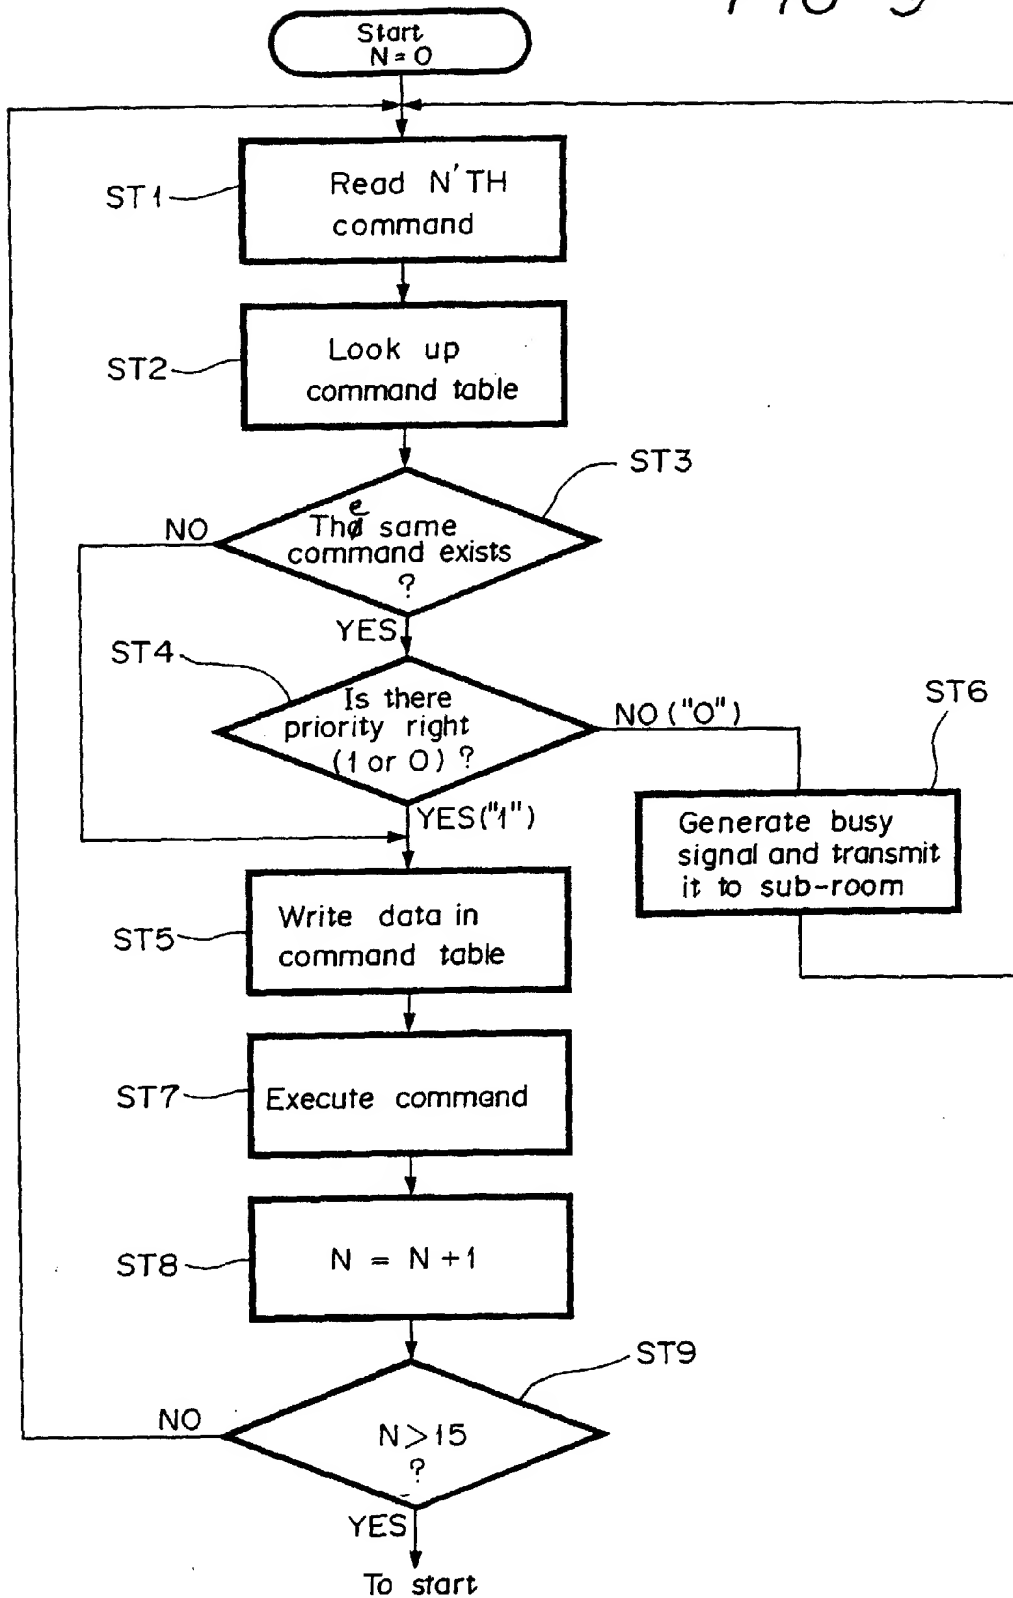 Start
N=0
ST1
Read N'TH
command
ST2
Look up
command table
ST3
NO
The same
command exists
?
YES
ST4
Is there
priority right
(1 or 0) ?
NO ("0")
ST6
YES ("1")
Generate busy
signal and transmit
it to sub-room
ST5
Write data in
command table
ST7
Execute command
ST8
N = N+1
ST9
NO
N>15
?
YES
To start